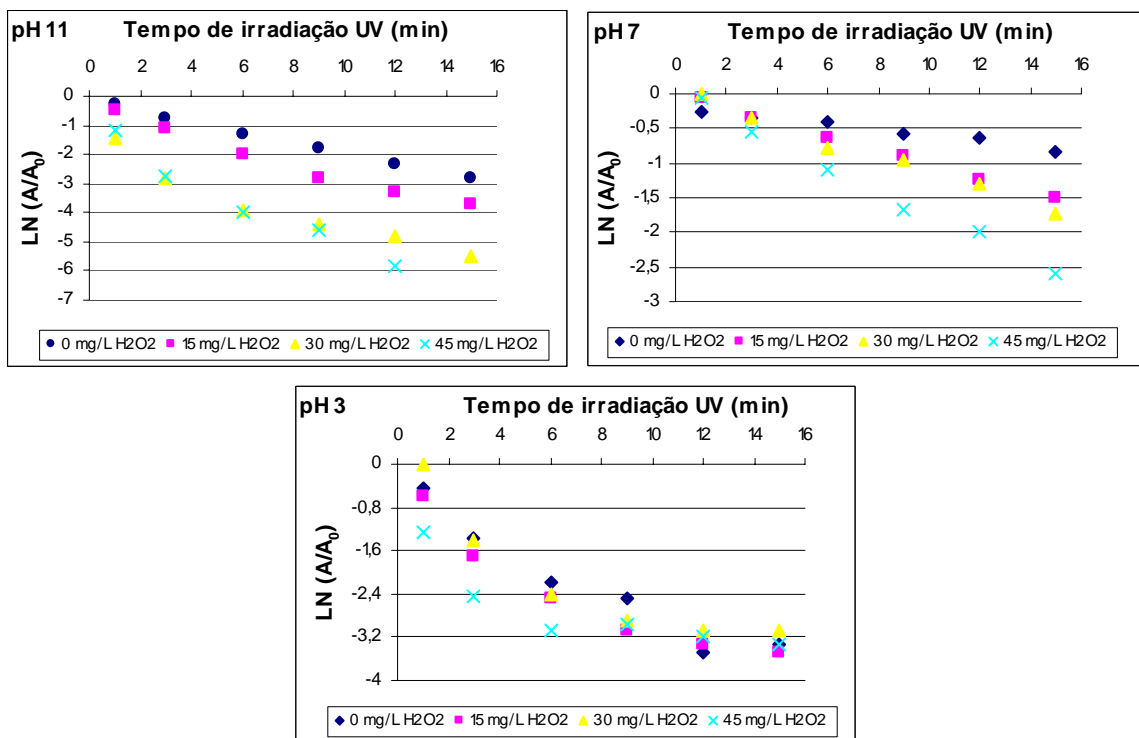 pH 11 Tempo de irradiação UV (min)
0 2 4 6 8 10 12 14 16
0
-1
-2
-3
-4
-5
-6
-7
LN (A/A₀)
0 mg/L H2O2 15 mg/L H2O2 30 mg/L H2O2 45 mg/L H2O2
pH 7 Tempo de irradiação UV (min)
0 2 4 6 8 10 12 14 16
0
-0,5
-1
-1,5
-2
-2,5
-3
LN (A/A₀)
0 mg/L H2O2 15 mg/L H2O2 30 mg/L H2O2 45 mg/L H2O2
pH 3 Tempo de irradiação UV (min)
0 2 4 6 8 10 12 14 16
0
-0,8
-1,6
-2,4
-3,2
-4
LN (A/A₀)
0 mg/L H2O2 15 mg/L H2O2 30 mg/L H2O2 45 mg/L H2O2